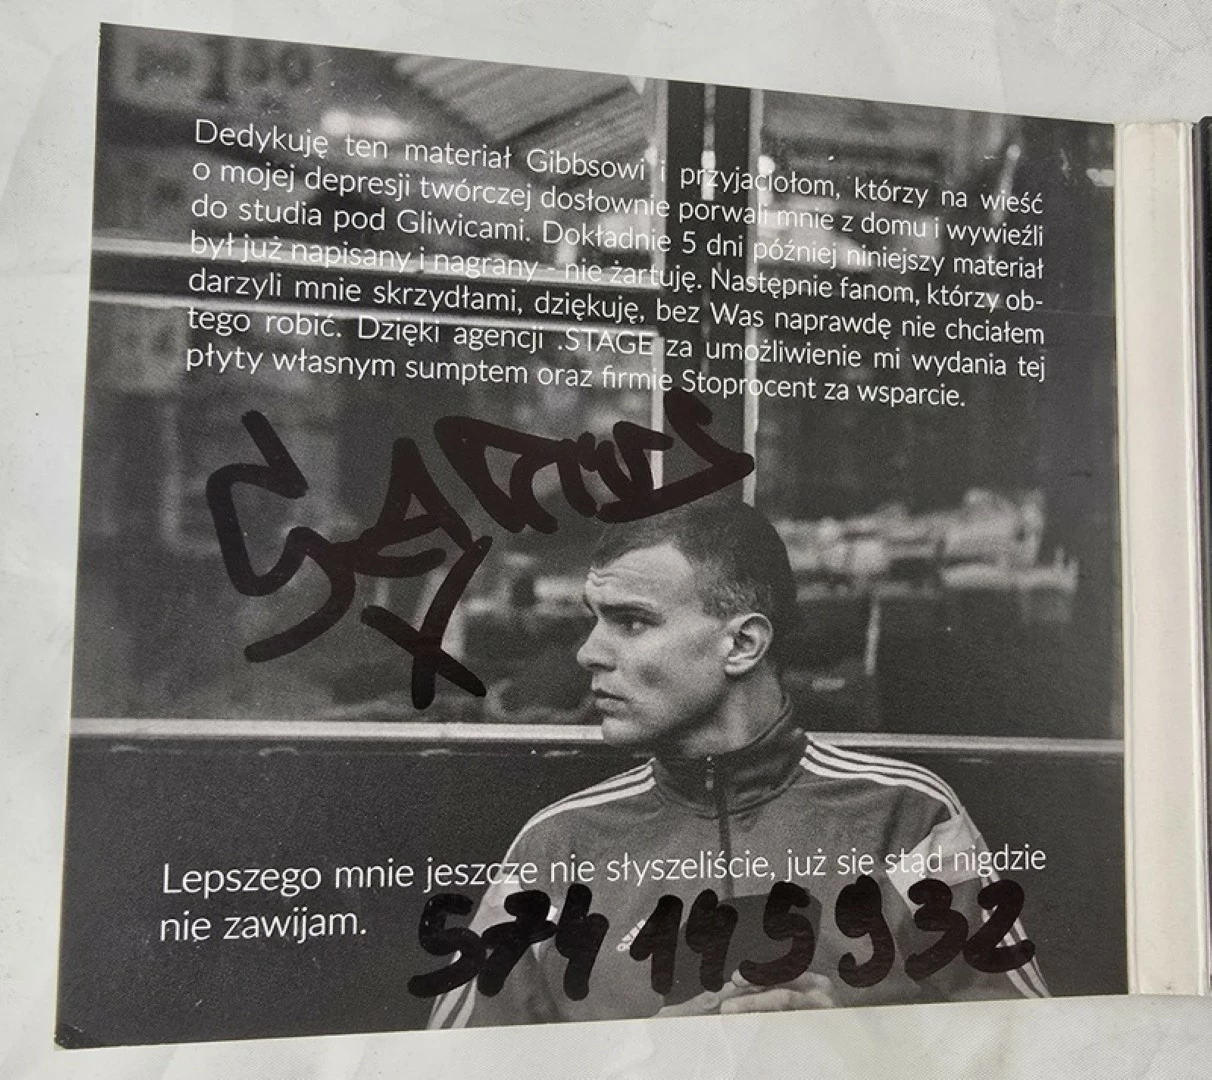 Dedykuję ten materiał Gibbsowi i przyjaciołom, którzy na wieść
o mojej depresji twórczej dosłownie porwali mnie z domu i wywieźli
do studia pod Gliwicami. Dokładnie 5 dni później niniejszy materiał
był już napisany i nagrany - nie żartuję. Następnie fanom, którzy ob-
darzyli mnie skrzydłami, dziękuję, bez Was naprawdę nie chciałem
tego robić. Dzięki agencji .STAGE za umożliwienie mi wydania tej
płyty własnym sumptem oraz firmie Stoprocent za wsparcie.
Lepszego mnie jeszcze nie słyszeliście, już się stąd nigdzie
nie zawijam.
574 145 932